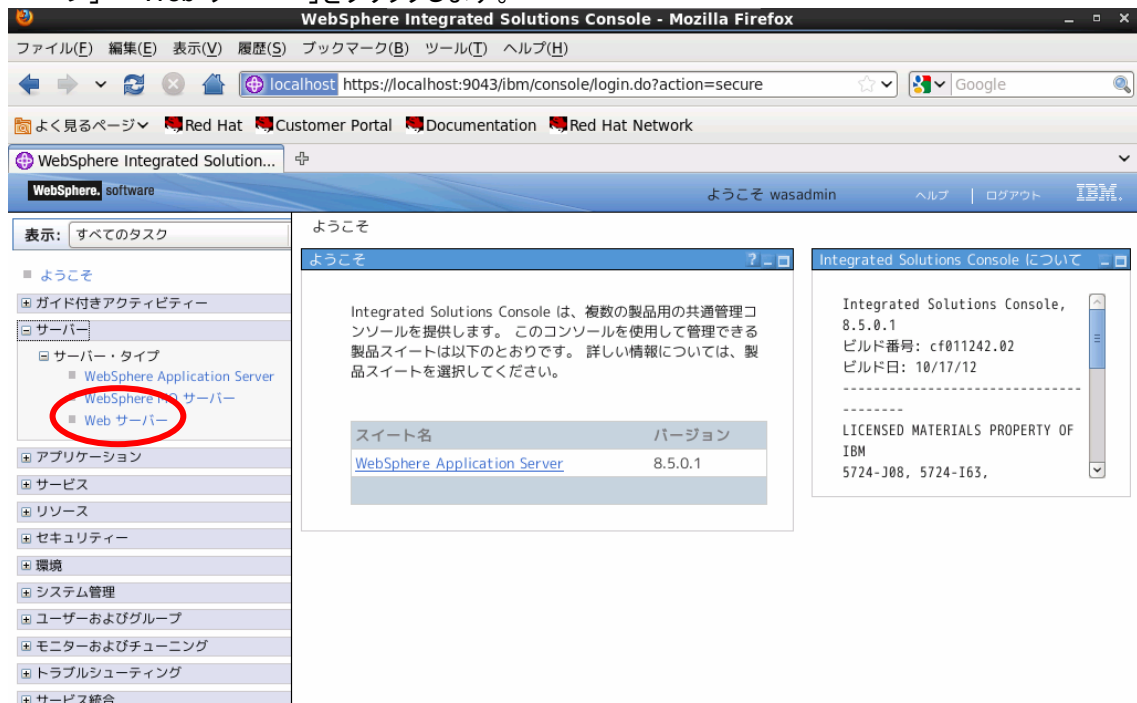 WebSphere Integrated Solutions Console - Mozilla Firefox
ファイル(F) 編集(E) 表示(V) 履歴(S) ブックマーク(B) ツール(T) ヘルプ(H)
localhost https://localhost:9043/ibm/console/login.do?action=secure
Google
よく見るページ Red Hat Customer Portal Documentation Red Hat Network
WebSphere Integrated Solution...
WebSphere. software
ようこそ wasadmin
ヘルプ | ログアウト
IBM.
表示: すべてのタスク
ようこそ
ガイド付きアクティビティー
サーバー
サーバー・タイプ
WebSphere Application Server
WebSphere MQ サーバー
Web サーバー
アプリケーション
サービス
リソース
セキュリティー
環境
システム管理
ユーザーおよびグループ
モニターおよびチューニング
トラブルシューティング
サービス統合
ようこそ
ようこそ
Integrated Solutions Console は、複数の製品用の共通管理コ
ンソールを提供します。 このコンソールを使用して管理できる
製品スイートは以下のとおりです。 詳しい情報については、製
品スイートを選択してください。
スイート名 バージョン
WebSphere Application Server 8.5.0.1
Integrated Solutions Console について
Integrated Solutions Console,
8.5.0.1
ビルド番号: cf011242.02
ビルド日: 10/17/12
-------------------------------
--------
LICENSED MATERIALS PROPERTY OF
IBM
5724-J08, 5724-I63,